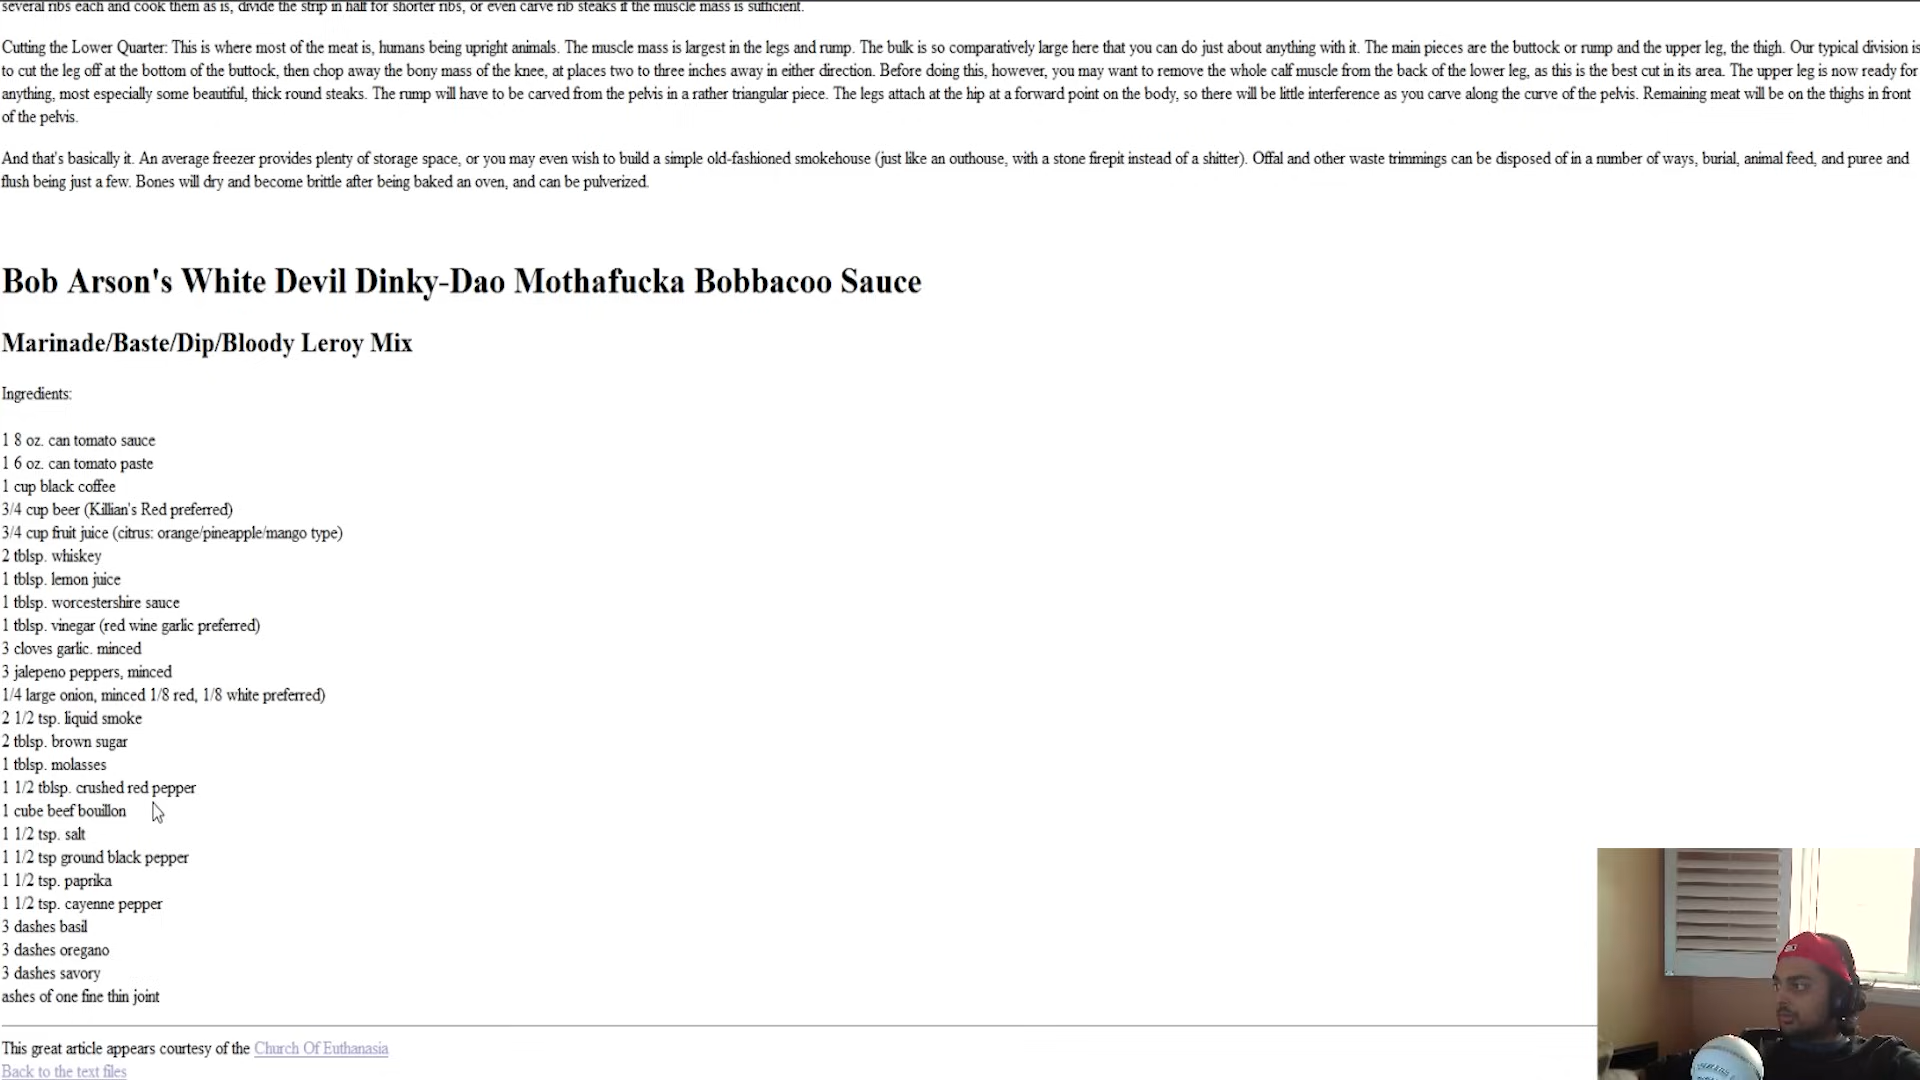 several ribs each and cook them as is, divide the strip in half for shorter ribs, or even carve rib steaks if the muscle mass is sufficient.
Cutting the Lower Quarter: This is where most of the meat is, humans being upright animals. The muscle mass is largest in the legs and rump. The bulk is so comparatively large here that you can do just about anything with it. The main pieces are the buttock or rump and the upper leg, the thigh. Our typical division is
to cut the leg off at the bottom of the buttock, then chop away the bony mass of the knee, at places two to three inches away in either direction. Before doing this, however, you may want to remove the whole calf muscle from the back of the lower leg, as this is the best cut in its area. The upper leg is now ready for
anything, most especially some beautiful, thick round steaks. The rump will have to be carved from the pelvis in a rather triangular piece. The legs attach at the hip at a forward point on the body, so there will be little interference as you carve along the curve of the pelvis. Remaining meat will be on the thighs in front
of the pelvis.
And that's basically it. An average freezer provides plenty of storage space, or you may even wish to build a simple old-fashioned smokehouse (just like an outhouse, with a stone firepit instead of a shitter). Offal and other waste trimmings can be disposed of in a number of ways, burial, animal feed, and puree and
flush being just a few. Bones will dry and become brittle after being baked an oven, and can be pulverized.
Bob Arson's White Devil Dinky-Dao Mothafucka Bobbacoo Sauce
Marinade/Baste/Dip/Bloody Leroy Mix
Ingredients:
1 8 oz. can tomato sauce
1 6 oz. can tomato paste
1 cup black coffee
3/4 cup beer (Killian's Red preferred)
3/4 cup fruit juice (citrus: orange/pineapple/mango type)
2 tblsp. whiskey
1 tblsp. lemon juice
1 tblsp. worcestershire sauce
1 tblsp. vinegar (red wine garlic preferred)
3 cloves garlic. minced
3 jalepeno peppers, minced
1/4 large onion, minced 1/8 red, 1/8 white preferred)
2 1/2 tsp. liquid smoke
2 tblsp. brown sugar
1 tblsp. molasses
1 1/2 tblsp. crushed red pepper
1 cube beef bouillon
1 1/2 tsp. salt
1 1/2 tsp ground black pepper
1 1/2 tsp. paprika
1 1/2 tsp. cayenne pepper
3 dashes basil
3 dashes oregano
3 dashes savory
ashes of one fine thin joint
This great article appears courtesy of the Church Of Euthanasia
Back to the text files